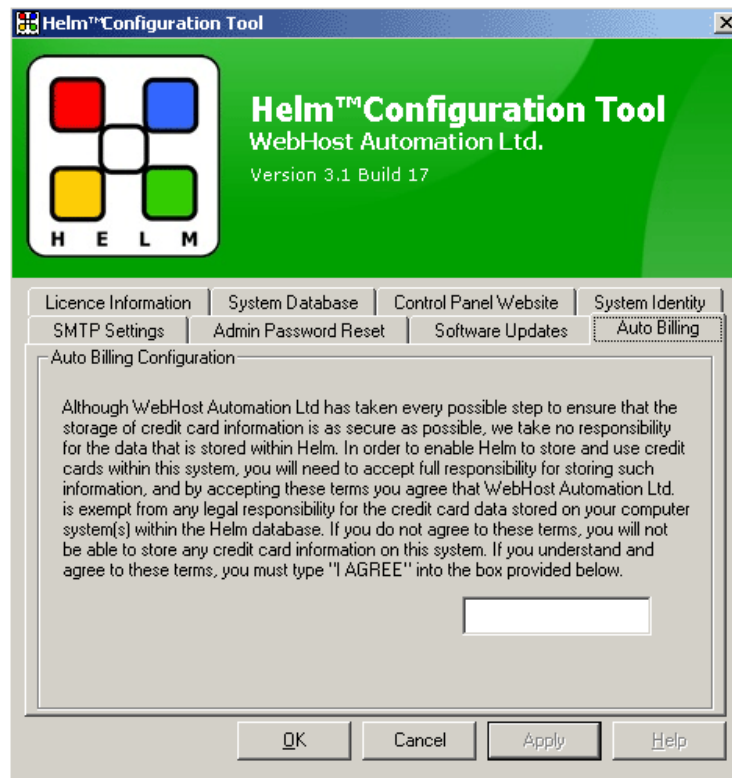 Helm™Configuration Tool
Helm™Configuration Tool
WebHost Automation Ltd.
Version 3.1 Build 17
H E L M
Licence Information System Database Control Panel Website System Identity
SMTP Settings Admin Password Reset Software Updates Auto Billing
Auto Billing Configuration
Although WebHost Automation Ltd has taken every possible step to ensure that the
storage of credit card information is as secure as possible, we take no responsibility
for the data that is stored within Helm. In order to enable Helm to store and use credit
cards within this system, you will need to accept full responsibility for storing such
information, and by accepting these terms you agree that WebHost Automation Ltd.
is exempt from any legal responsibility for the credit card data stored on your computer
system(s) within the Helm database. If you do not agree to these terms, you will not
be able to store any credit card information on this system. If you understand and
agree to these terms, you must type "I AGREE" into the box provided below.
OK Cancel Apply Help